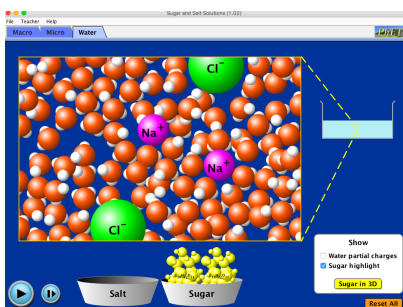 Sugar and Salt Solutions (1.02)
File Teacher Help
Macro Micro Water
PhET
Cl⁻
Na⁺
Na⁺
Cl⁻
Show
Water partial charges
Sugar highlight
Sugar in 3D
Salt
Sugar
Reset All